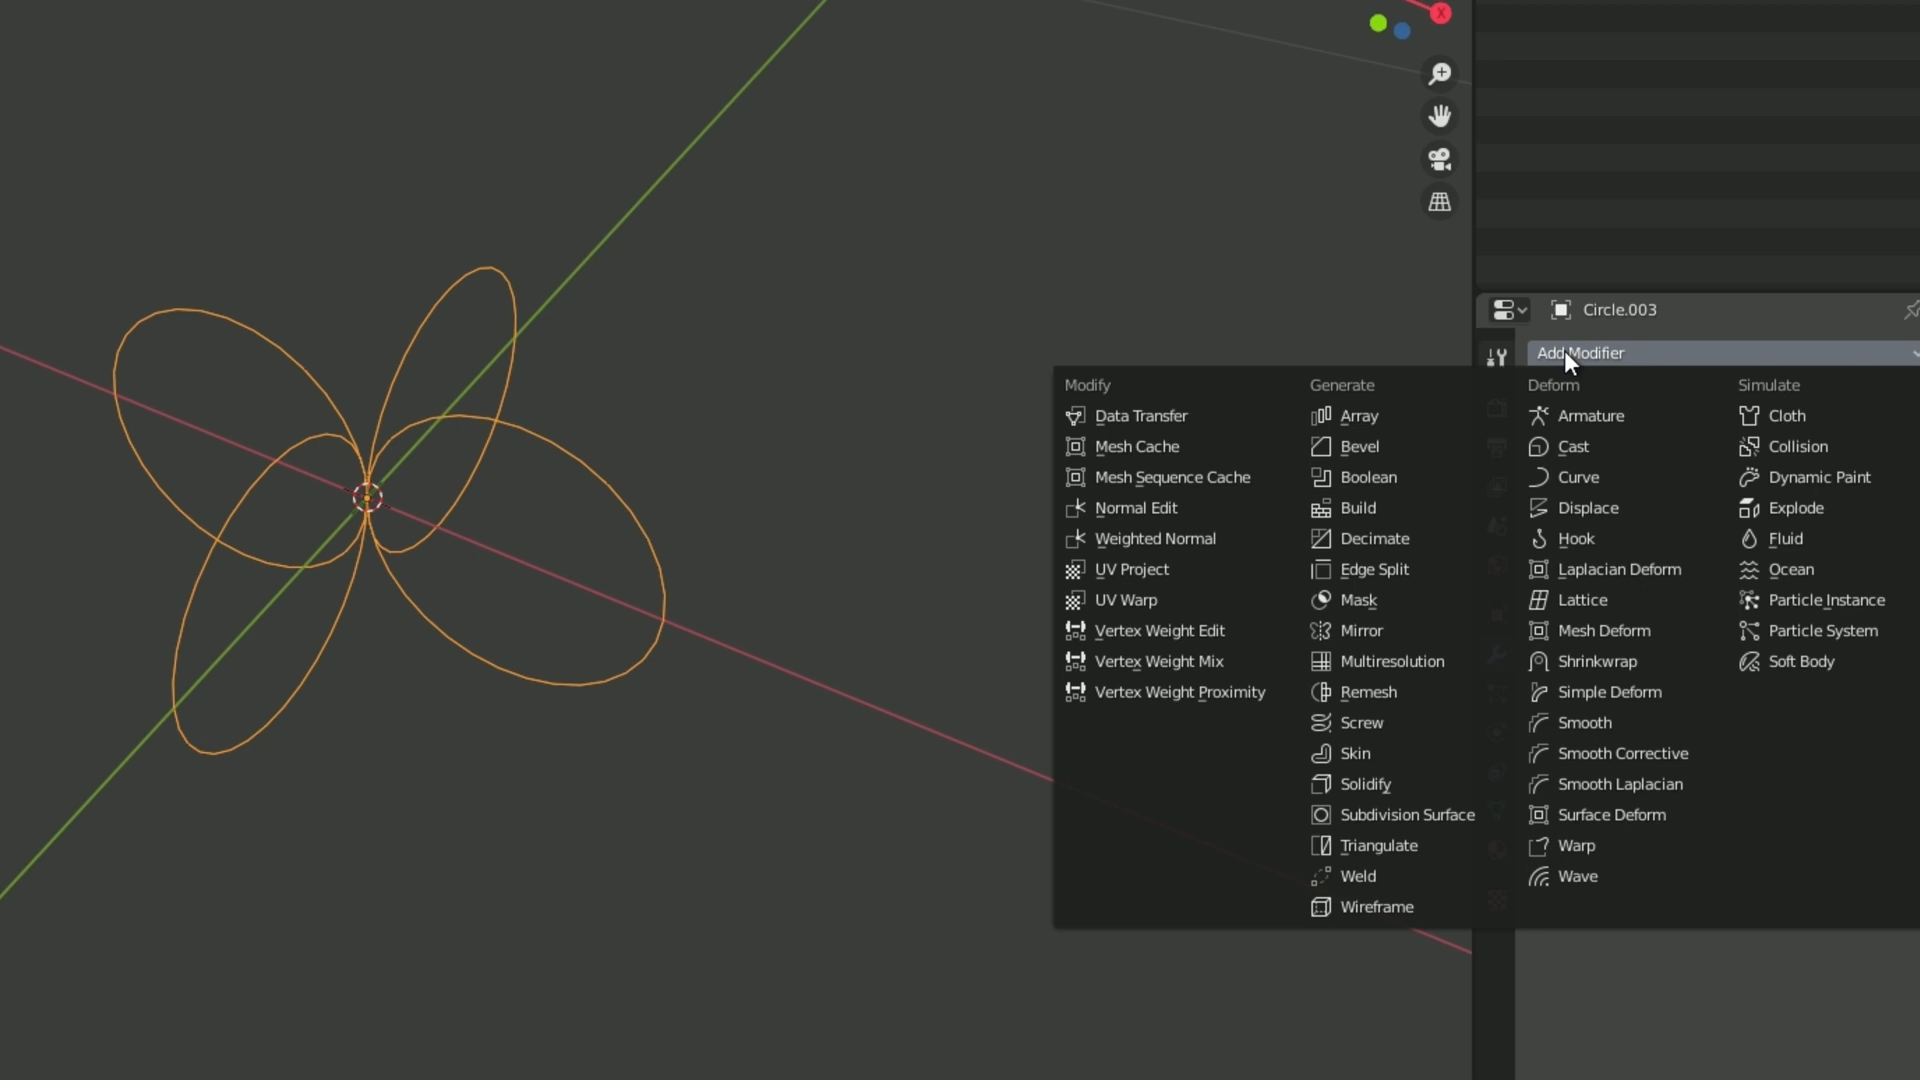 X
Circle.003
Add Modifier
Modify
Data Transfer
Mesh Cache
Mesh Sequence Cache
Normal Edit
Weighted Normal
UV Project
UV Warp
Vertex Weight Edit
Vertex Weight Mix
Vertex Weight Proximity
Generate
Array
Bevel
Boolean
Build
Decimate
Edge Split
Mask
Mirror
Multiresolution
Remesh
Screw
Skin
Solidify
Subdivision Surface
Triangulate
Weld
Wireframe
Deform
Armature
Cast
Curve
Displace
Hook
Laplacian Deform
Lattice
Mesh Deform
Shrinkwrap
Simple Deform
Smooth
Smooth Corrective
Smooth Laplacian
Surface Deform
Warp
Wave
Simulate
Cloth
Collision
Dynamic Paint
Explode
Fluid
Ocean
Particle Instance
Particle System
Soft Body